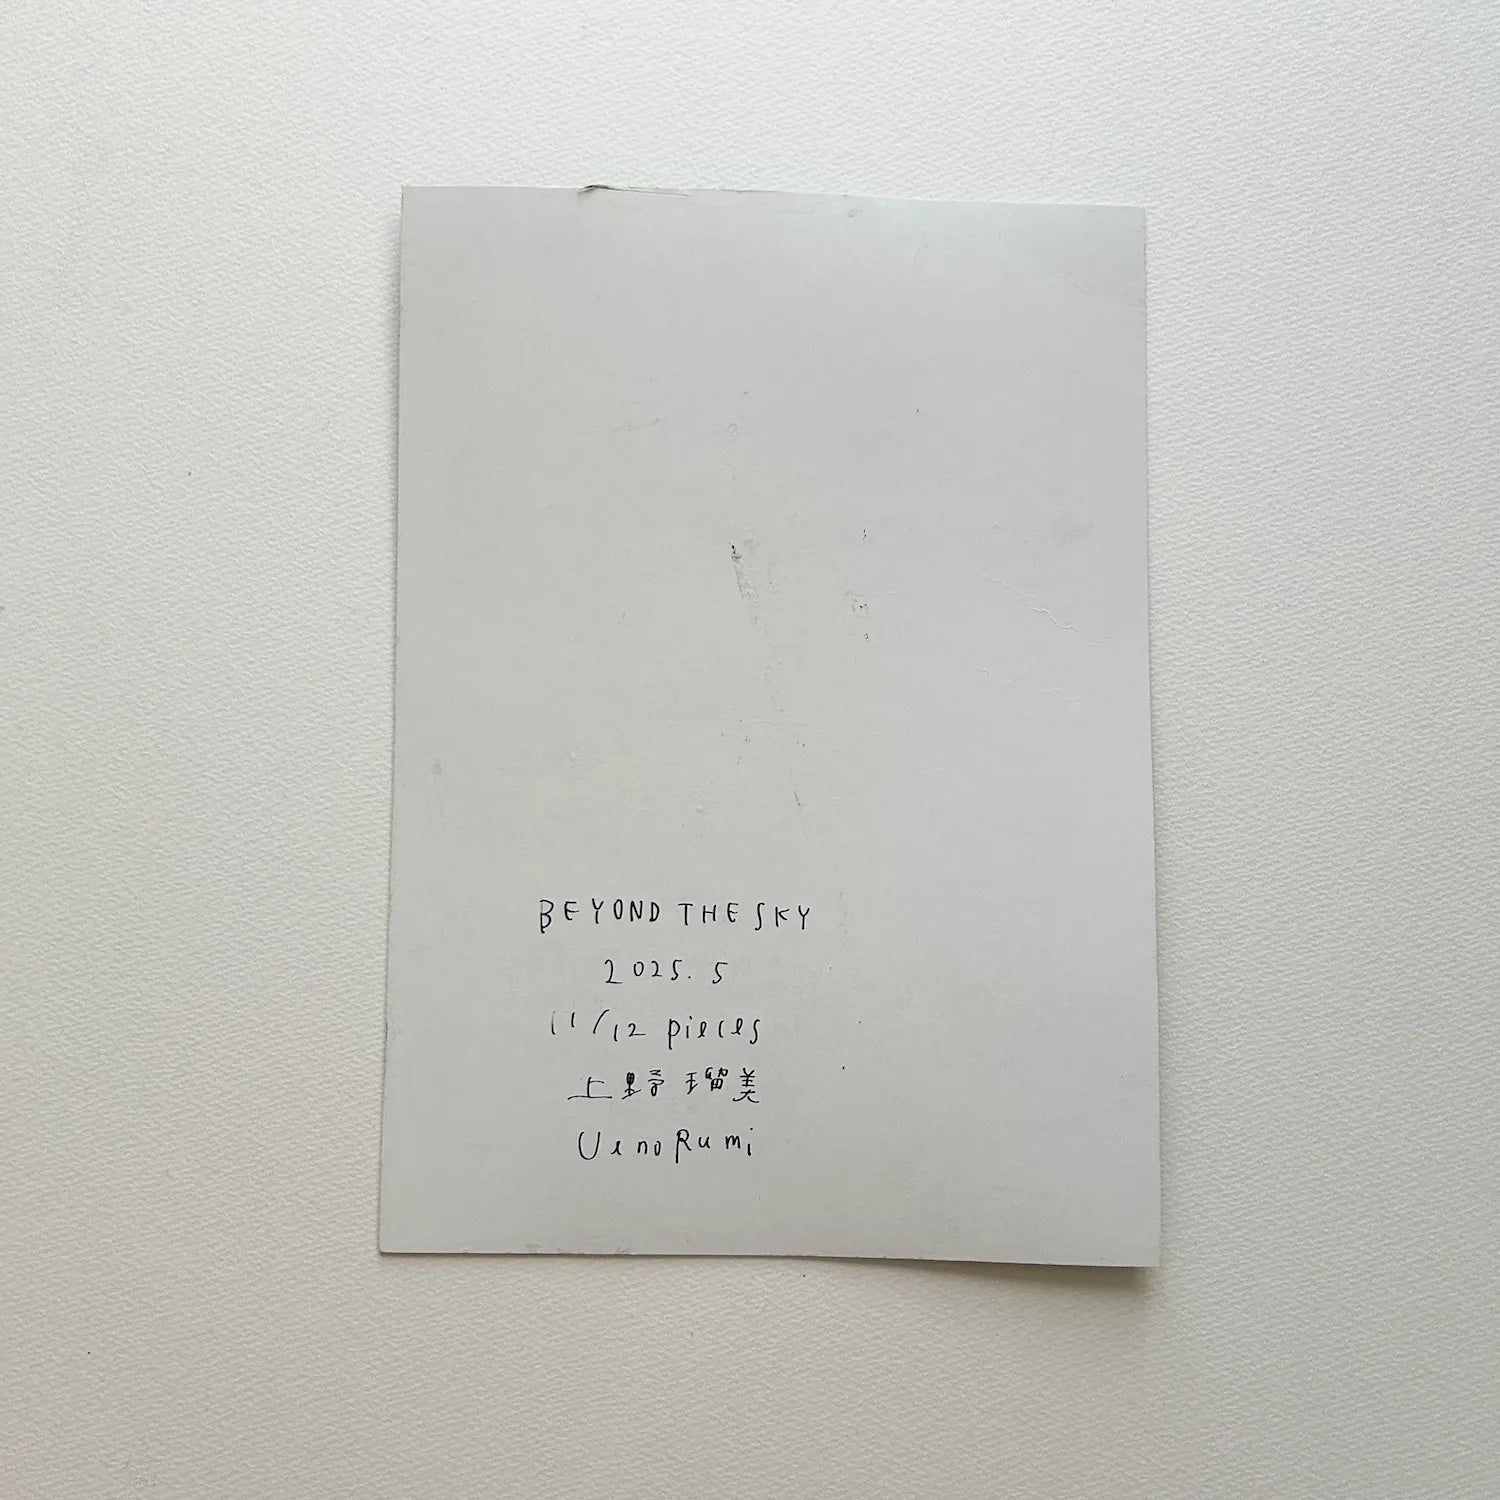 BEYOND THE SKY
2025.5
11/12 pieces
上野 瑠美
Ueno Rumi